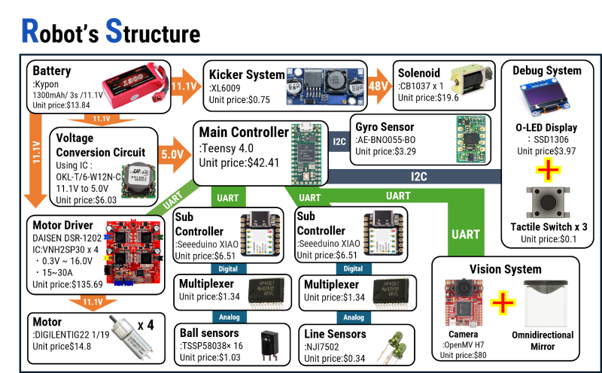 Robot's Structure
Battery
:Kypon
1300mAh/ 3s /11.1V
Unit price:$13.84
11.1V
Kicker System
:XL6009
Unit price:$0.75
48V
Solenoid
:CB1037 x 1
Unit price:$19.6
Debug System
O-LED Display
: SSD1306
Unit price:$3.97
+
Tactile Switch x 3
Unit price:$0.1
11.1V
11.1V
Voltage
Conversion Circuit
Using IC :
OKL-T/6-W12N-C
11.1V to 5.0V
Unit price:$6.03
5.0V
Main Controller
:Teensy 4.0
Unit price:$42.41
I2C
Gyro Sensor
:AE-BNO055-BO
Unit price:$3.29
I2C
UART
UART
UART
UART
UART
Motor Driver
DAISEN DSR-1202
IC:VNH2SP30 x 4
・0.3V ~ 16.0V
・15~30A
Unit price:$135.69
11.1V
Motor
:DIGILENTIG22 1/19
Unit price$14.8
x 4
Sub
Controller
:Seeeduino XIAO
Unit price:$6.51
Digital
Multiplexer
Unit price:$1.34
Analog
Ball sensors
:TSSP58038× 16
Unit price:$1.03
Sub
Controller
:Seeeduino XIAO
Unit price:$6.51
Digital
Multiplexer
Unit price:$1.34
Analog
Line Sensors
:NJI7502
Unit price:$0.34
Vision System
+
Camera
:OpenMV H7
Unit price:$80
Omnidirectional
Mirror